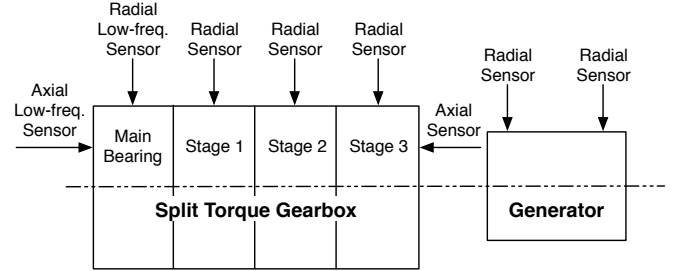 Radial
Low-freq.
Sensor
Radial
Sensor
Radial
Sensor
Radial
Sensor
Radial
Sensor
Radial
Sensor
Axial
Low-freq.
Sensor
Axial
Sensor
Main
Bearing
Stage 1
Stage 2
Stage 3
Split Torque Gearbox
Generator